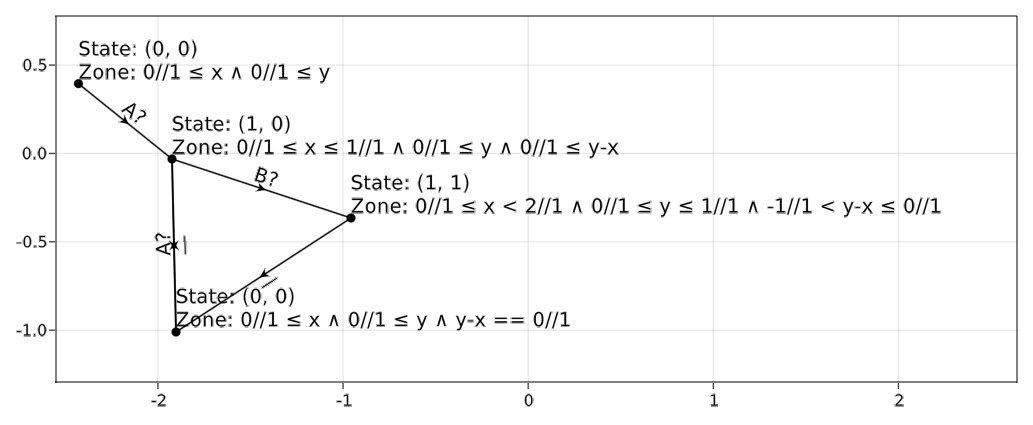 State: (0, 0)
0.5
Zone: 0//1 ≤ x ∧ 0//1 ≤ y
A?
State: (1, 0)
0.0
Zone: 0//1 ≤ x ≤ 1//1 ∧ 0//1 ≤ y ∧ 0//1 ≤ y-x
B?
State: (1, 1)
Zone: 0//1 ≤ x < 2//1 ∧ 0//1 ≤ y ≤ 1//1 ∧ -1//1 < y-x ≤ 0//1
-0.5
A?
State: (0, 0)
Zone: 0//1 ≤ x ∧ 0//1 ≤ y ∧ y-x == 0//1
-1.0
-2
-1
0
1
2